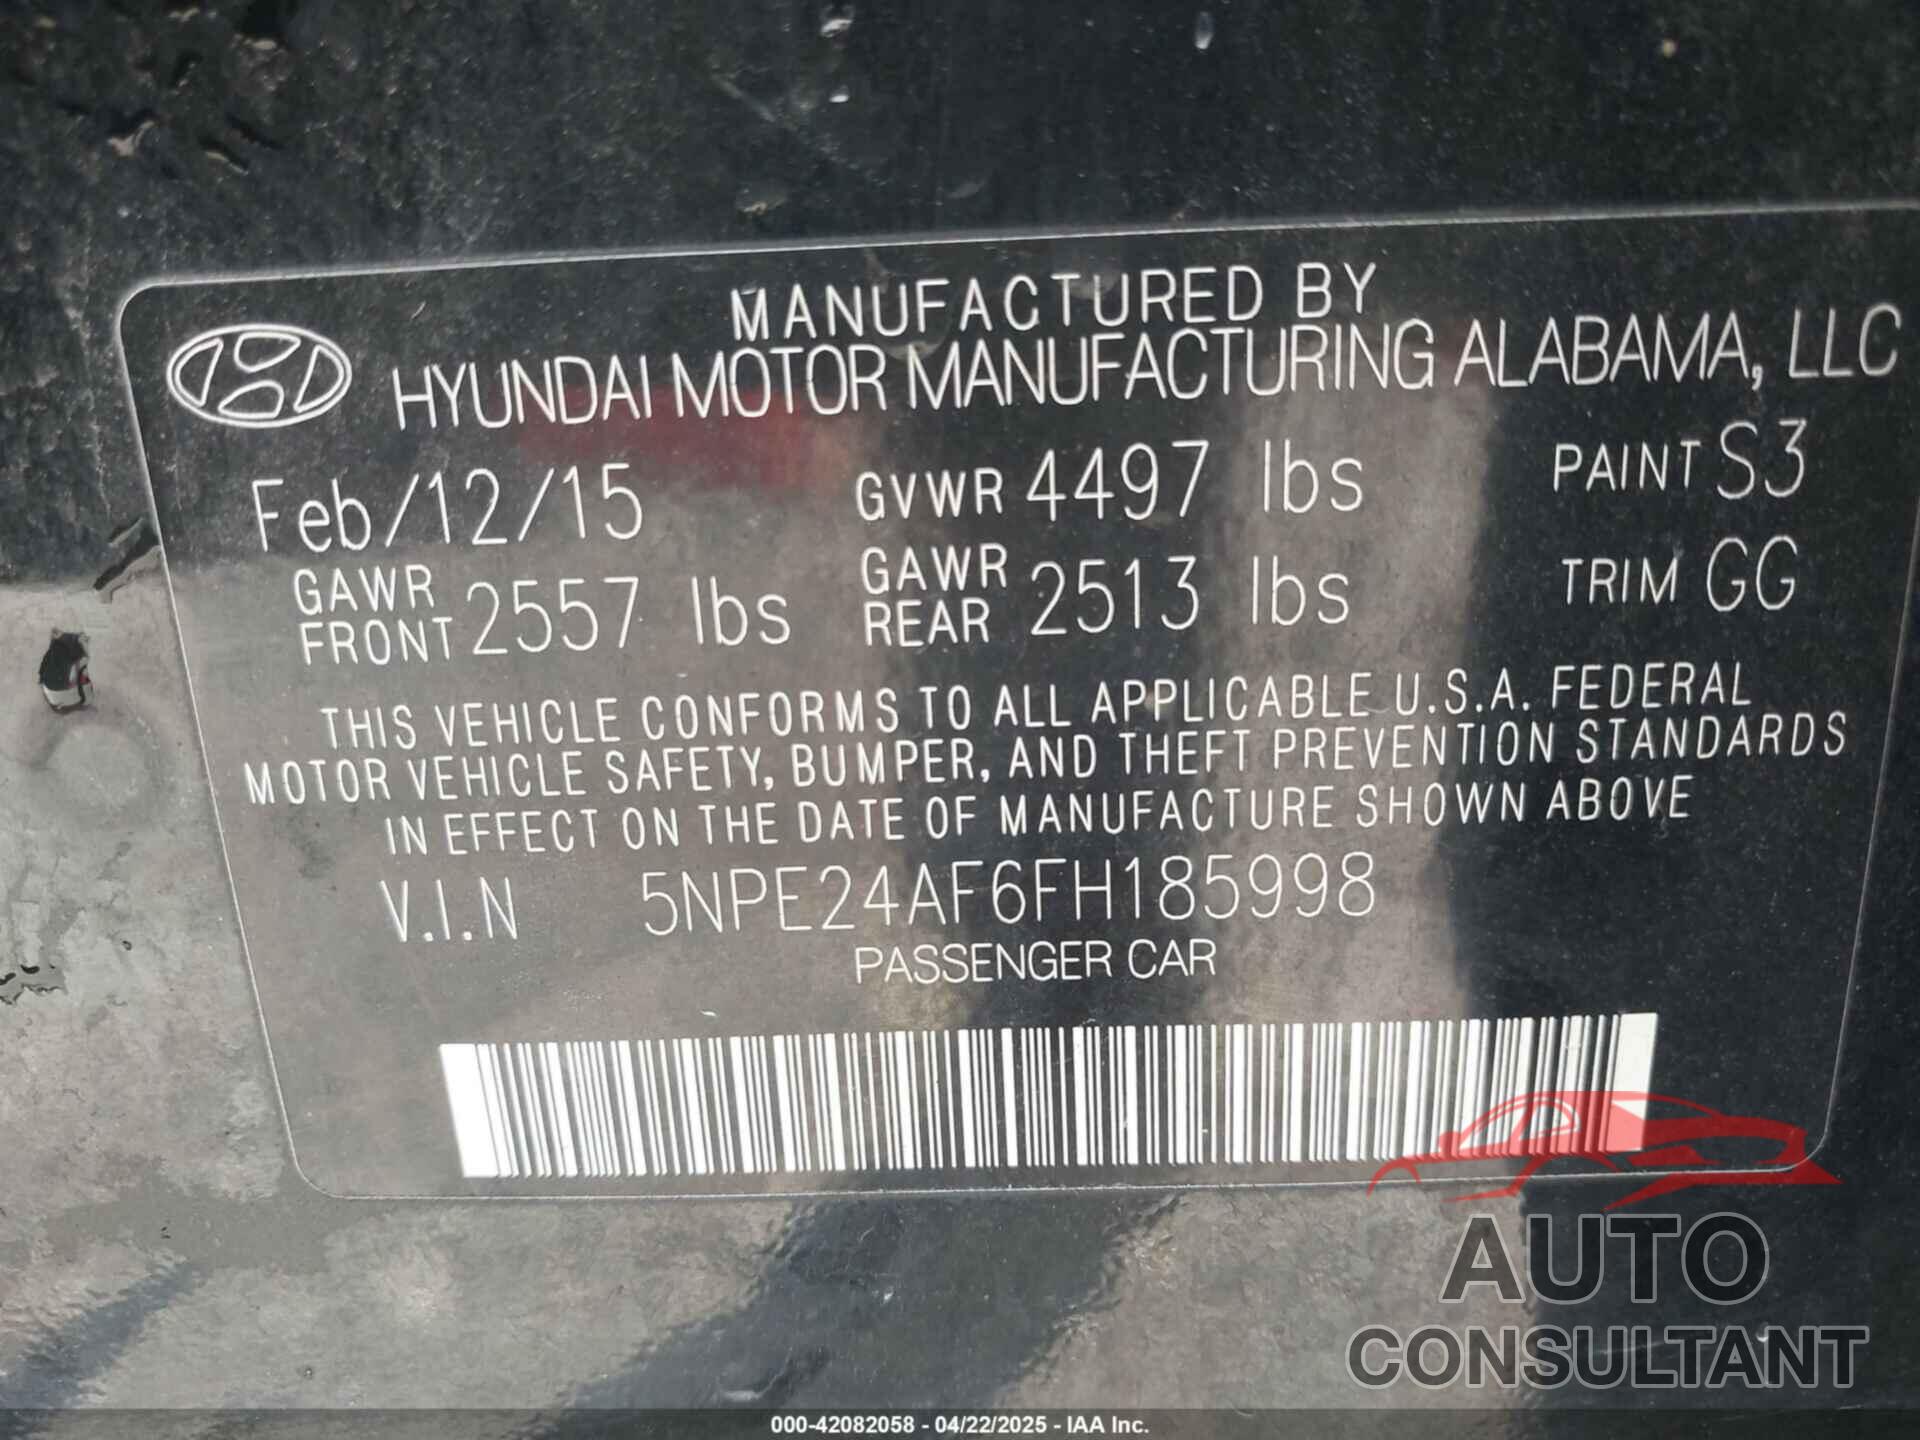 MANUFACTURED BY
HYUNDAI MOTOR MANUFACTURING ALABAMA, LLC
Feb/12/15 GVWR 4497 lbs PAINT S3
GAWR FRONT 2557 lbs GAWR REAR 2513 lbs TRIM GG
THIS VEHICLE CONFORMS TO ALL APPLICABLE U.S.A. FEDERAL
MOTOR VEHICLE SAFETY, BUMPER, AND THEFT PREVENTION STANDARDS
IN EFFECT ON THE DATE OF MANUFACTURE SHOWN ABOVE
V.I.N 5NPE24AF6FH185998
PASSENGER CAR
AUTO
CONSULTANT
000-42082058 - 04/22/2025 - IAA Inc.